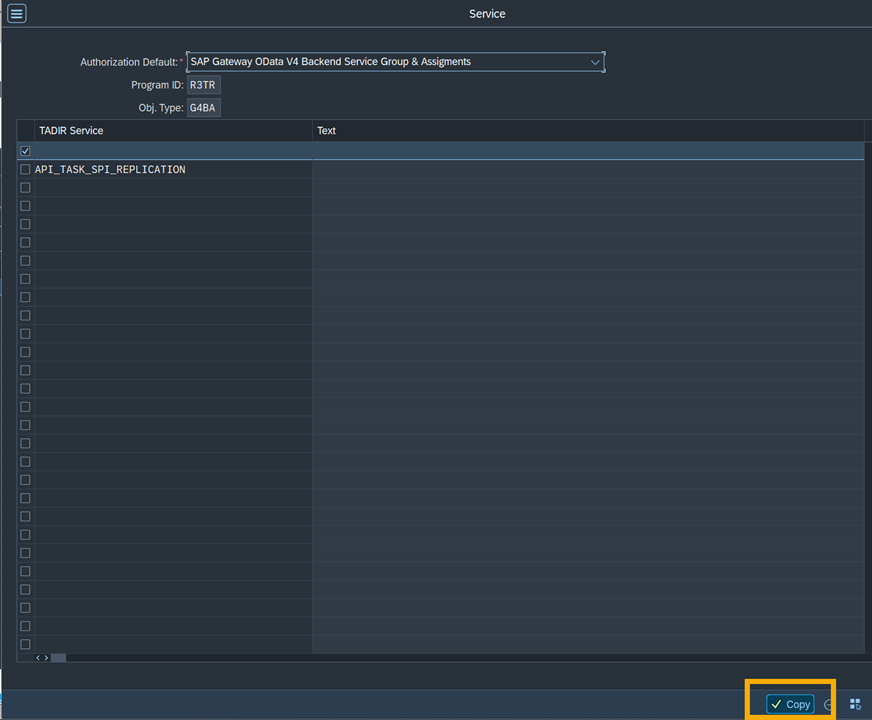 Service
Authorization Default:* SAP Gateway OData V4 Backend Service Group & Assigments
Program ID: R3TR
Obj. Type: G4BA
TADIR Service Text
API_TASK_SPI_REPLICATION
Copy